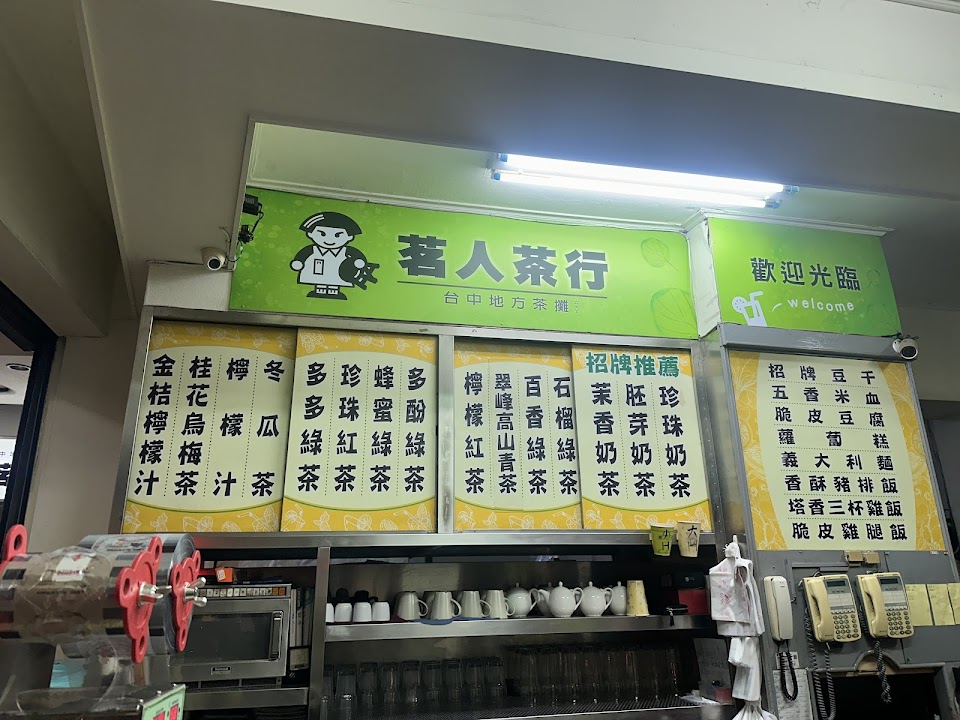 茗人茶行
台中地方茶攤
歡迎光臨
welcome
招牌推薦
珍珠奶茶
胚芽奶茶
茉香奶茶
石榴綠茶
百香綠茶
翠峰高山青茶
檸檬紅茶
多酚綠茶
蜂蜜綠茶
珍珠紅茶
多多綠茶
冬瓜茶
檸檬汁
桂花烏梅茶
金桔檸檬汁
招牌豆干
五香米血
脆皮豆腐
蘿蔔糕
義大利麵
香酥豬排飯
塔香三杯雞飯
脆皮雞腿飯